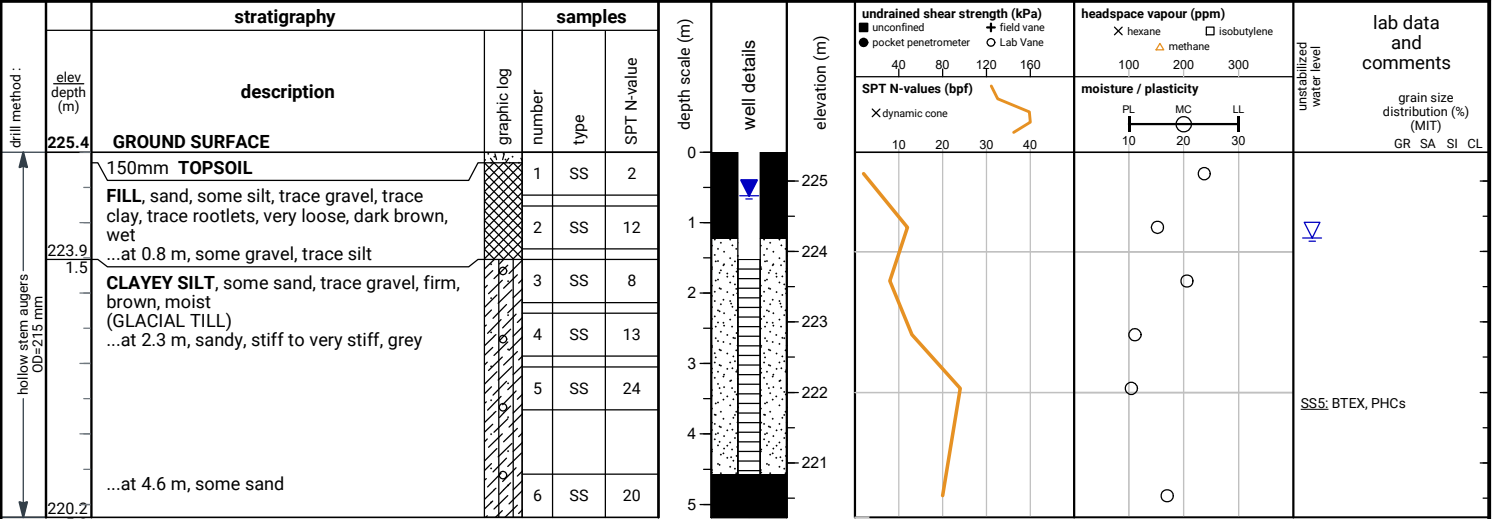 stratigraphy
samples
drill method :
elev
depth
(m)
description
graphic log
number
type
SPT N-value
depth scale (m)
well details
elevation (m)
undrained shear strength (kPa)
unconfined
field vane
pocket penetrometer
Lab Vane
40 80 120 160
SPT N-values (bpf)
dynamic cone
10 20 30 40
headspace vapour (ppm)
hexane
isobutylene
methane
100 200 300
moisture / plasticity
PL MC LL
10 20 30
unstabilized
water level
lab data
and
comments
grain size
distribution (%)
(MIT)
GR SA SI CL
225.4 GROUND SURFACE
150mm TOPSOIL
FILL, sand, some silt, trace gravel, trace
clay, trace rootlets, very loose, dark brown,
wet
...at 0.8 m, some gravel, trace silt
223.9
1.5
CLAYEY SILT, some sand, trace gravel, firm,
brown, moist
(GLACIAL TILL)
...at 2.3 m, sandy, stiff to very stiff, grey
...at 4.6 m, some sand
220.2
hollow stem augers
OD=215 mm
1 SS 2
2 SS 12
3 SS 8
4 SS 13
5 SS 24
6 SS 20
0
1
2
3
4
5
225
224
223
222
221
SS5: BTEX, PHCs